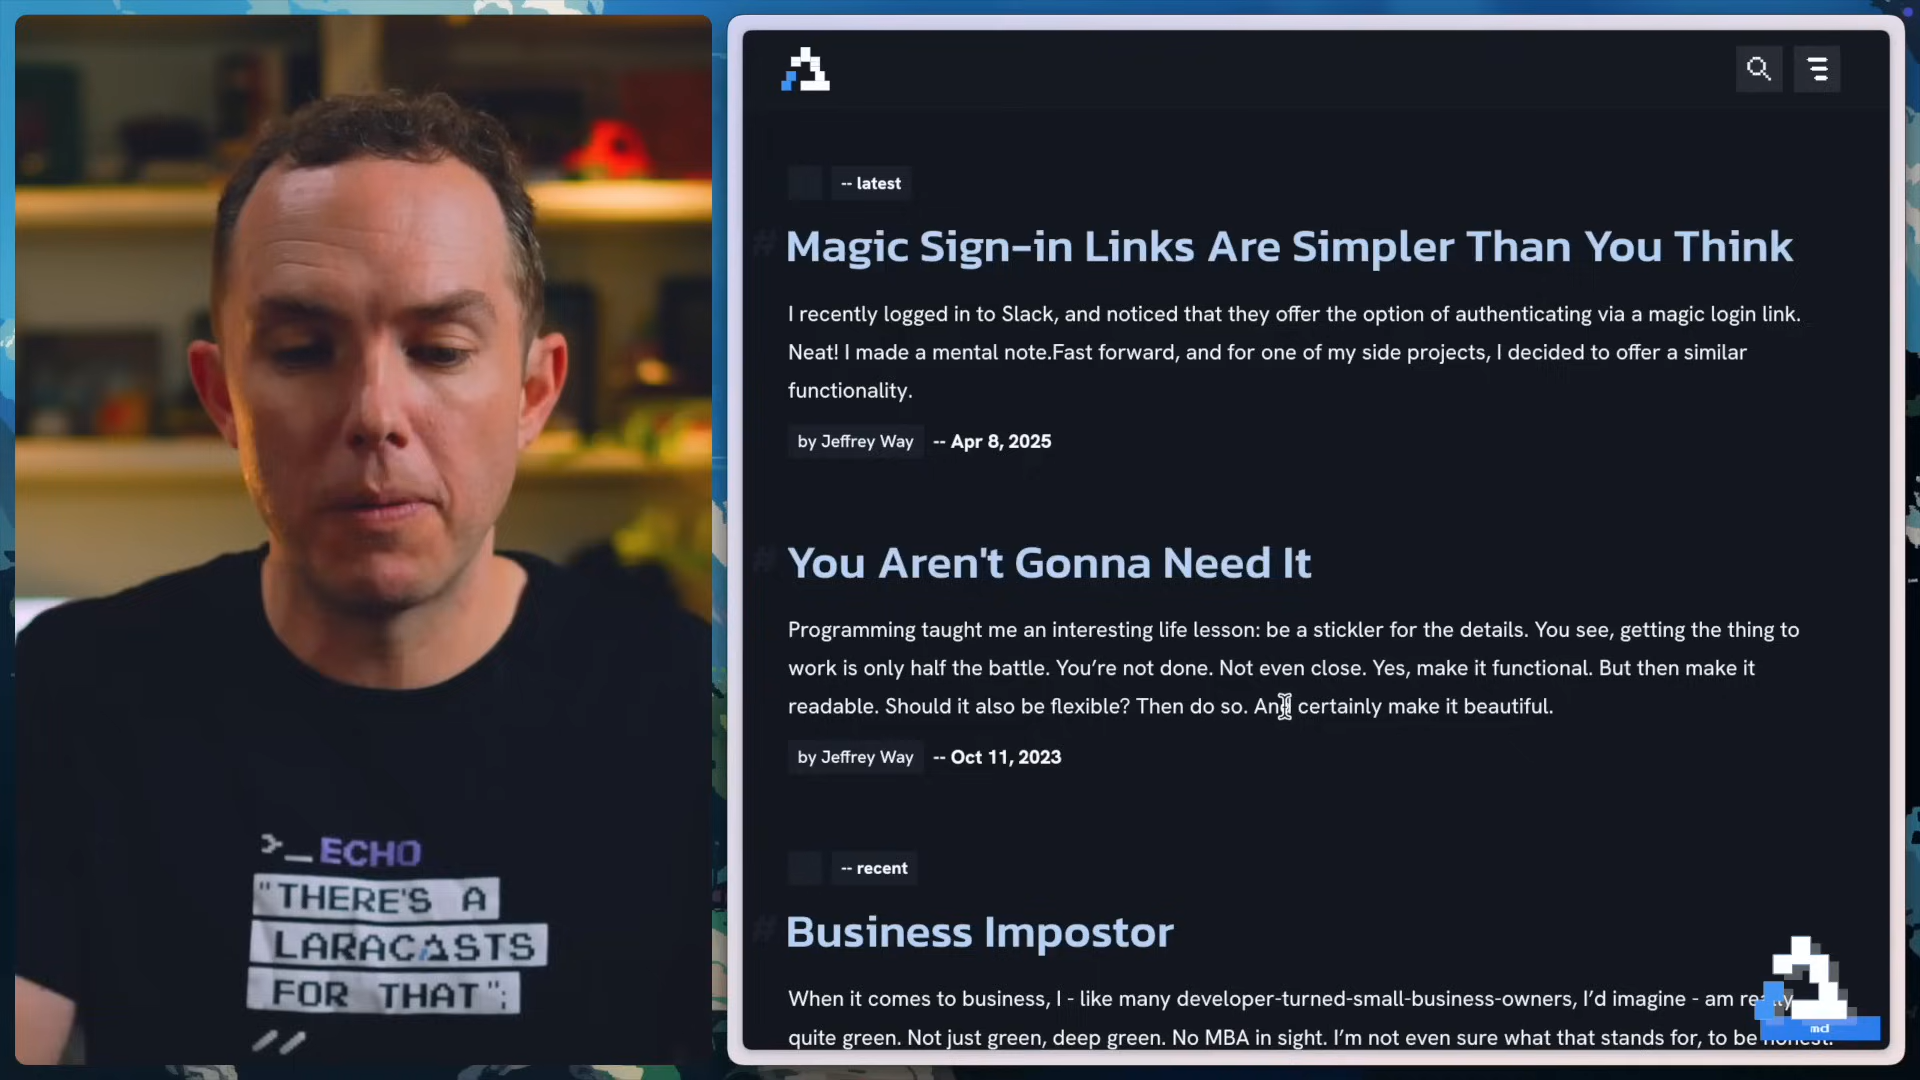 >_ECHO
"THERE'S A
LARACASTS
FOR THAT";
//
-- latest
# Magic Sign-in Links Are Simpler Than You Think
I recently logged in to Slack, and noticed that they offer the option of authenticating via a magic login link.
Neat! I made a mental note.Fast forward, and for one of my side projects, I decided to offer a similar
functionality.
by Jeffrey Way -- Apr 8, 2025
# You Aren't Gonna Need It
Programming taught me an interesting life lesson: be a stickler for the details. You see, getting the thing to
work is only half the battle. You’re not done. Not even close. Yes, make it functional. But then make it
readable. Should it also be flexible? Then do so. And certainly make it beautiful.
by Jeffrey Way -- Oct 11, 2023
-- recent
# Business Impostor
When it comes to business, I - like many developer-turned-small-business-owners, I’d imagine - am really
quite green. Not just green, deep green. No MBA in sight. I’m not even sure what that stands for, to be honest.
md